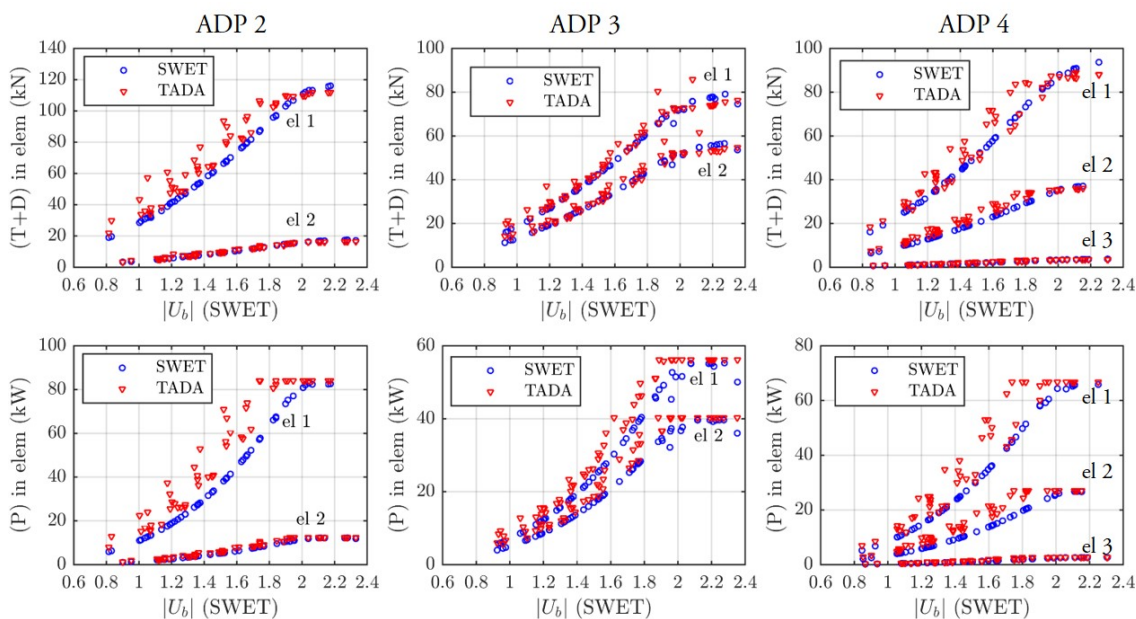 ADP 2
ADP 3
ADP 4
(T+D) in elem (kN)
140
120
100
80
60
40
20
0
SWET
TADA
el 1
el 2
0.6 0.8 1 1.2 1.4 1.6 1.8 2 2.2 2.4
|U_b| (SWET)
(T+D) in elem (kN)
100
80
60
40
20
0
SWET
TADA
el 1
el 2
0.6 0.8 1 1.2 1.4 1.6 1.8 2 2.2 2.4
|U_b| (SWET)
(T+D) in elem (kN)
100
80
60
40
20
0
SWET
TADA
el 1
el 2
el 3
0.6 0.8 1 1.2 1.4 1.6 1.8 2 2.2 2.4
|U_b| (SWET)
(P) in elem (kW)
100
80
60
40
20
0
SWET
TADA
el 1
el 2
0.6 0.8 1 1.2 1.4 1.6 1.8 2 2.2 2.4
|U_b| (SWET)
(P) in elem (kW)
60
40
20
0
SWET
TADA
el 1
el 2
0.6 0.8 1 1.2 1.4 1.6 1.8 2 2.2 2.4
|U_b| (SWET)
(P) in elem (kW)
80
60
40
20
0
SWET
TADA
el 1
el 2
el 3
0.6 0.8 1 1.2 1.4 1.6 1.8 2 2.2 2.4
|U_b| (SWET)